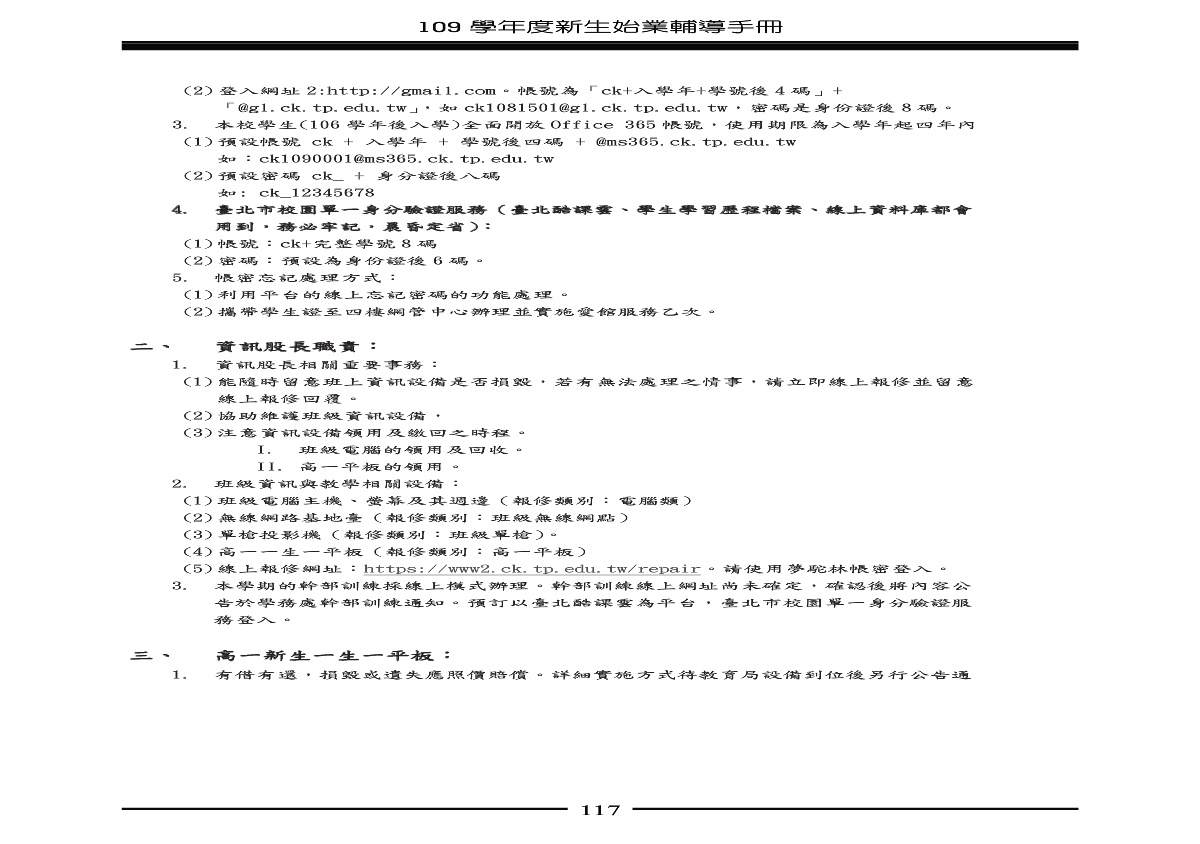 109 學年度新生始業輔導手冊
(2)登入網址 2:http://gmail.com。帳號為「ck+入學年+學號後 4 碼」+
「@gl.ck.tp.edu.tw」，如 ck1081501@gl.ck.tp.edu.tw，密碼是身份證後 8 碼。
3. 本校學生(106 學年後入學)全面開放 Office 365 帳號，使用期限為入學年起四年內
(1)預設帳號 ck + 入學年 + 學號後四碼 + @ms365.ck.tp.edu.tw
如：ck1090001@ms365.ck.tp.edu.tw
(2)預設密碼 ck_ + 身分證後八碼
如: ck_12345678
4. 臺北市校園單一身分驗證服務（臺北酷課雲、學生學習歷程檔案、線上資料庫都會
用到，務必牢記，晨昏定省）:
(1)帳號：ck+完整學號 8 碼
(2)密碼：預設為身份證後 6 碼。
5. 帳密忘記處理方式：
(1)利用平台的線上忘記密碼的功能處理。
(2)攜帶學生證至四樓網管中心辦理並實施愛館服務乙次。
二、 資訊股長職責：
1. 資訊股長相關重要事務：
(1)能隨時留意班上資訊設備是否損毀，若有無法處理之情事，請立即線上報修並留意
線上報修回覆。
(2)協助維護班級資訊設備，
(3)注意資訊設備領用及繳回之時程。
I. 班級電腦的領用及回收。
II. 高一平板的領用。
2. 班級資訊與教學相關設備：
(1)班級電腦主機、螢幕及其週邊（報修類別：電腦類）
(2)無線網路基地臺（報修類別：班級無線網點）
(3)單槍投影機（報修類別：班級單槍）。
(4)高一一生一平板（報修類別：高一平板）
(5)線上報修網址：https://www2.ck.tp.edu.tw/repair。請使用夢駝林帳密登入。
3. 本學期的幹部訓練採線上模式辦理。幹部訓練線上網址尚未確定，確認後將內容公
告於學務處幹部訓練通知。預訂以臺北酷課雲為平台，臺北市校園單一身分驗證服
務登入。
三、 高一新生一生一平板：
1. 有借有還，損毀或遺失應照價賠償。詳細實施方式待教育局設備到位後另行公告通
117